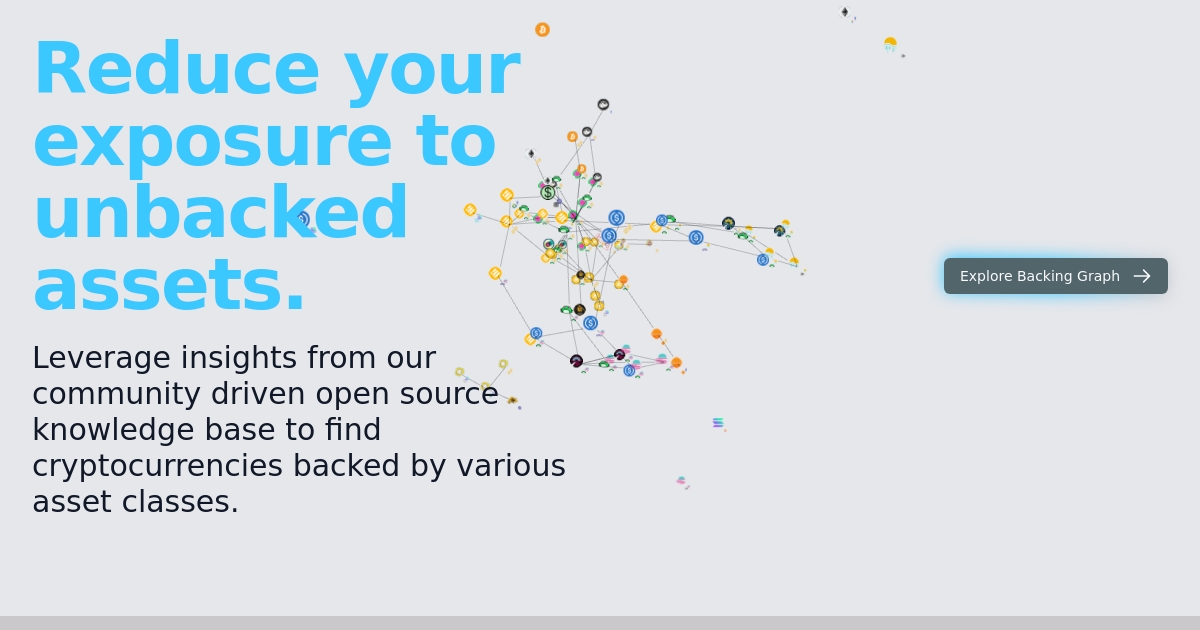 Reduce your
exposure to
unbacked
assets.
Leverage insights from our
community driven open source
knowledge base to find
cryptocurrencies backed by various
asset classes.
Explore Backing Graph